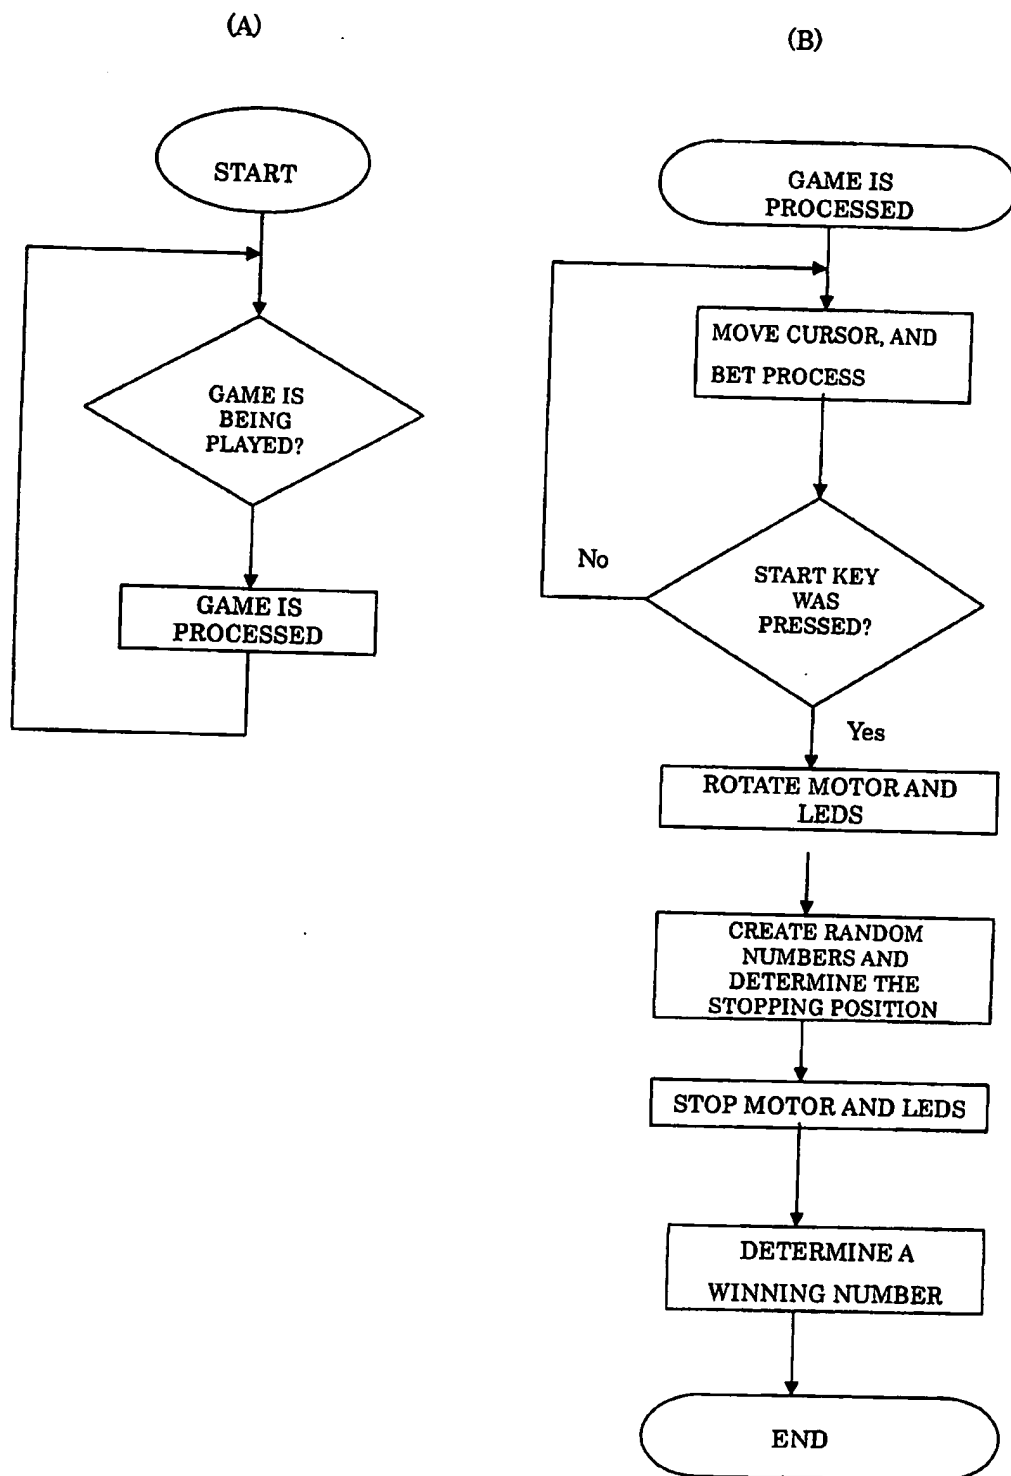 (A)
START
GAME IS
BEING
PLAYED?
GAME IS
PROCESSED
(B)
GAME IS
PROCESSED
MOVE CURSOR, AND
BET PROCESS
START KEY
WAS
PRESSED?
No
Yes
ROTATE MOTOR AND
LEDS
CREATE RANDOM
NUMBERS AND
DETERMINE THE
STOPPING POSITION
STOP MOTOR AND LEDS
DETERMINE A
WINNING NUMBER
END